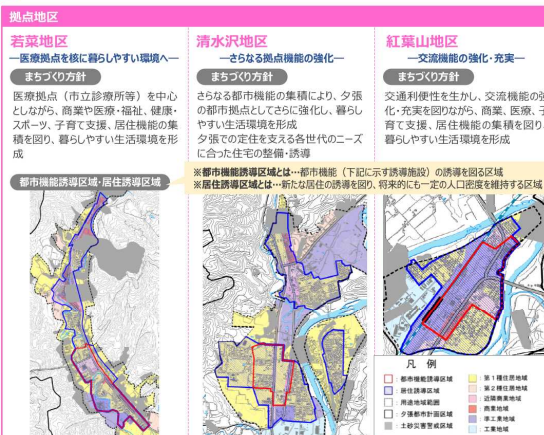 拠点地区
若菜地区
―医療拠点を核に暮らしやすい環境へ―
まちづくり方針
医療拠点（市立診療所等）を中心
としながら、商業や医療・福祉、健康・
スポーツ、子育て支援、居住機能の集
積を図り、暮らしやすい生活環境を形
成
清水沢地区
―さらなる拠点機能の強化―
まちづくり方針
さらなる都市機能の集積により、夕張
の都市拠点としてさらに強化し、暮らし
やすい生活環境を形成
夕張での定住を支える各世代のニーズ
に合った住宅の整備・誘導
紅葉山地区
―交流機能の強化・充実―
まちづくり方針
交通利便性を生かし、交流機能の強
化・充実を図りながら、商業、医療、子
育て支援、居住機能の集積を図り、
暮らしやすい生活環境を形成
都市機能誘導区域・居住誘導区域
※都市機能誘導区域とは…都市機能（下記に示す誘導施設）の誘導を図る区域
※居住誘導区域とは…新たな居住の誘導を図り、将来的にも一定の人口密度を維持する区域
凡 例
都市機能誘導区域
居住誘導区域
用途地域範囲
夕張都市計画区域
土砂災害警戒区域
第１種住居地域
第２種住居地域
近隣商業地域
商業地域
準工業地域
工業地域